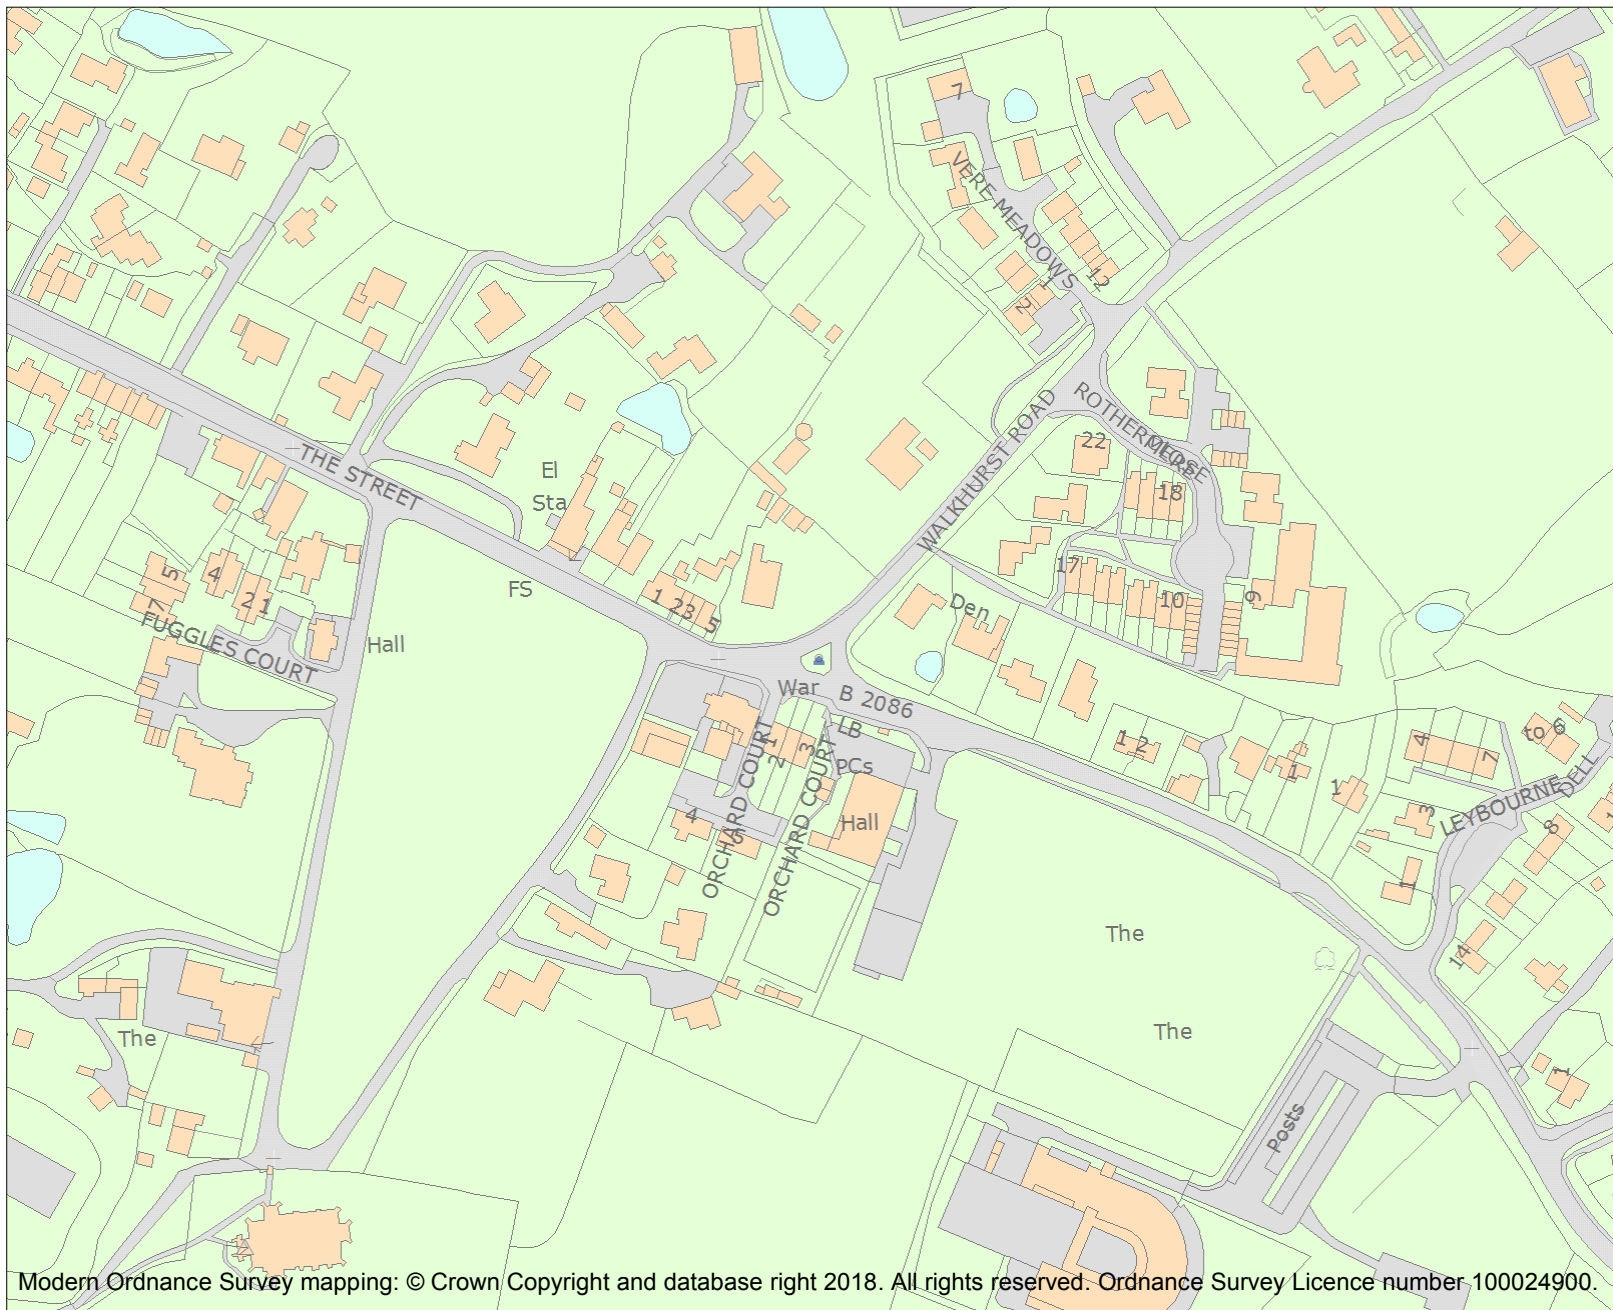 7
VERE MEADOWS
12
1
2
ROTHERMERE
CLOSE
WALKHURST ROAD
22
18
17
10
9
THE STREET
El
Sta
FS
1 2 3 5
5
7
4
2 1
FUGGLES COURT
Hall
Den
War
B 2086
LB
PCs
Hall
ORCHARD COURT
ORCHARD COURT
1
2
3
4
6
1 2
1
1
4
7
to 6
LEYBOURNE
DELL
3
8
1
1
14
The
The
The
Posts
1
Modern Ordnance Survey mapping: © Crown Copyright and database right 2018. All rights reserved. Ordnance Survey Licence number 100024900.